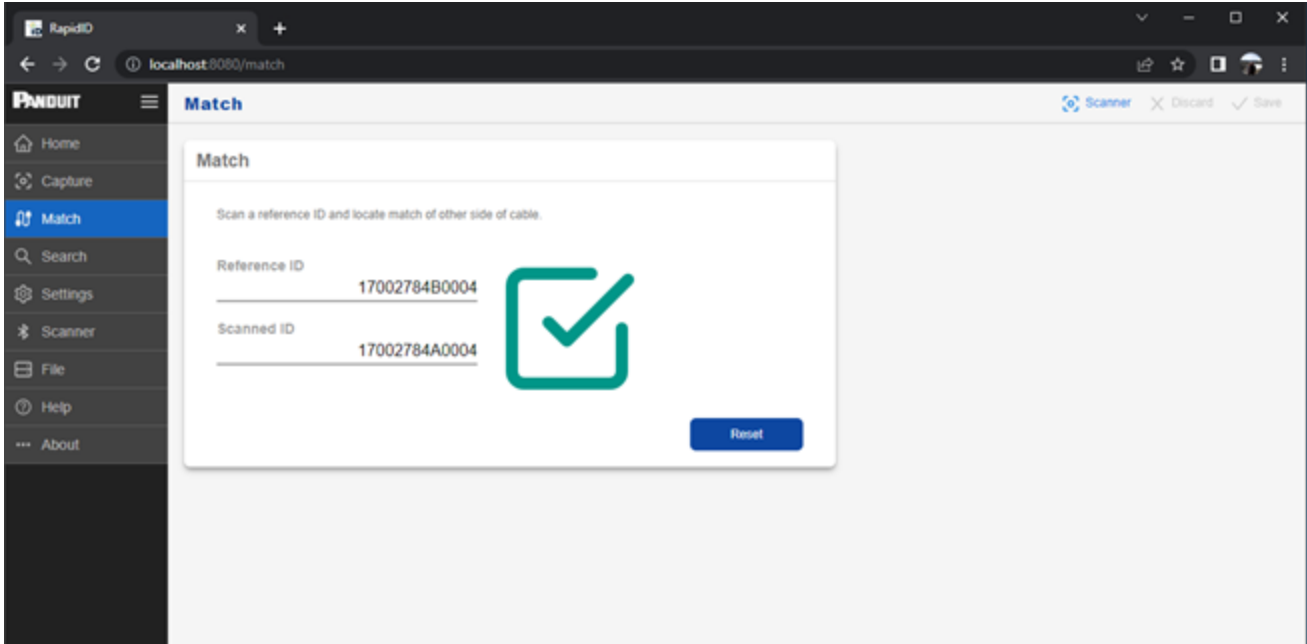 RapidID
localhost:8080/match
PANDUIT
Match
Scanner
Discard
Save
Home
Capture
Match
Search
Settings
Scanner
File
Help
About
Match
Scan a reference ID and locate match of other side of cable.
Reference ID
17002784B0004
Scanned ID
17002784A0004
Reset